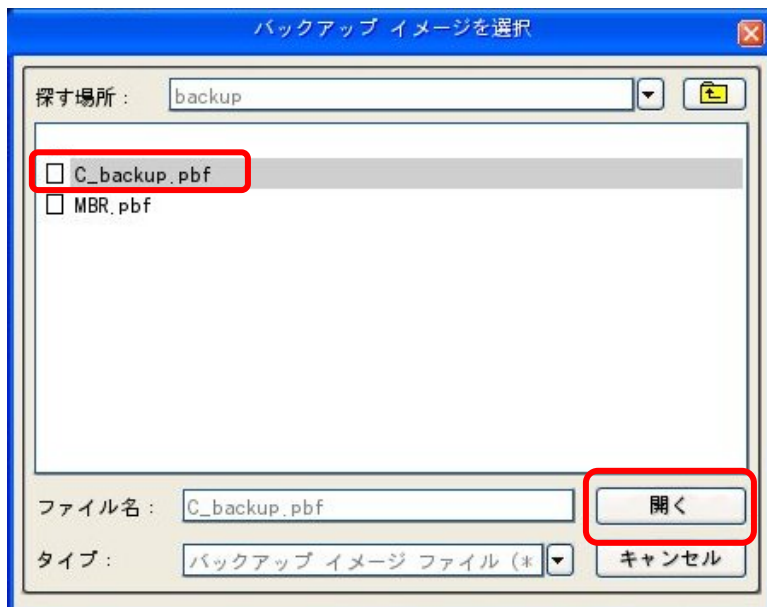 バックアップ イメージを選択
探す場所： backup
C_backup.pbf
MBR.pbf
ファイル名： C_backup.pbf 開く
タイプ： バックアップ イメージ ファイル (* キャンセル